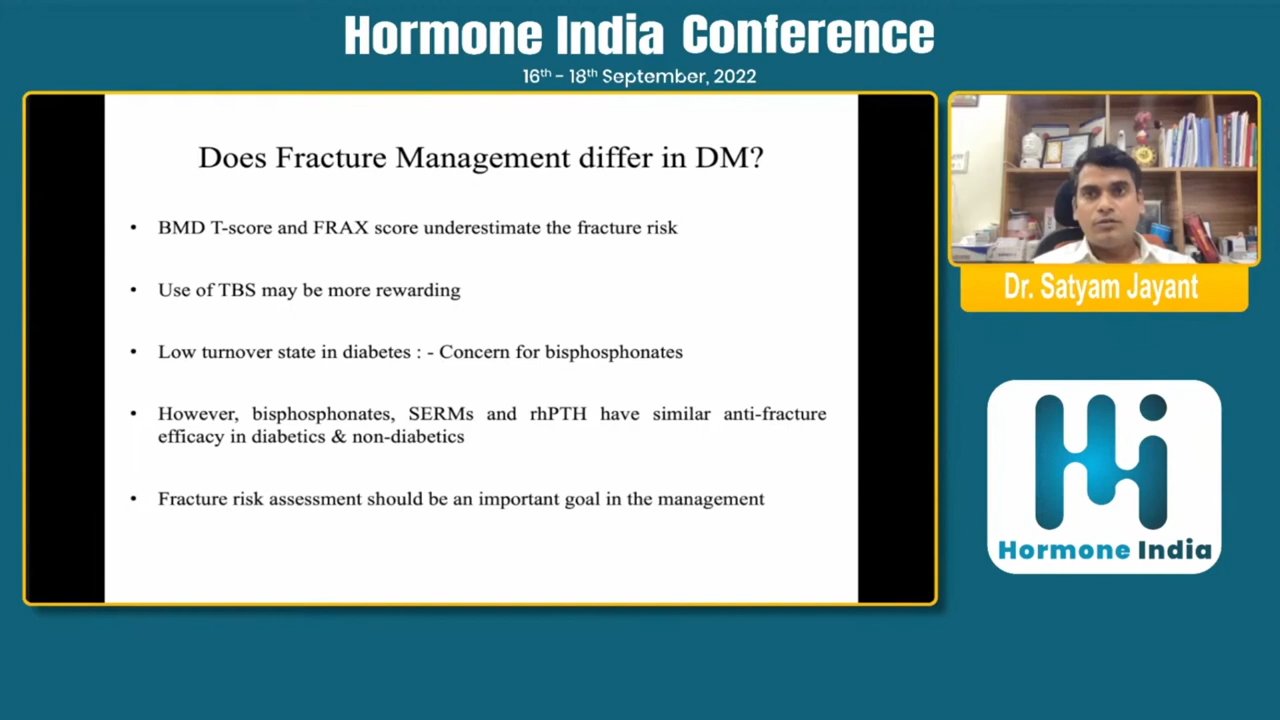 Hormone India Conference
16th - 18th September, 2022
Does Fracture Management differ in DM?
• BMD T-score and FRAX score underestimate the fracture risk
• Use of TBS may be more rewarding
• Low turnover state in diabetes : - Concern for bisphosphonates
• However, bisphosphonates, SERMs and rhPTH have similar anti-fracture
efficacy in diabetics & non-diabetics
• Fracture risk assessment should be an important goal in the management
Dr. Satyam Jayant
Hi
Hormone India